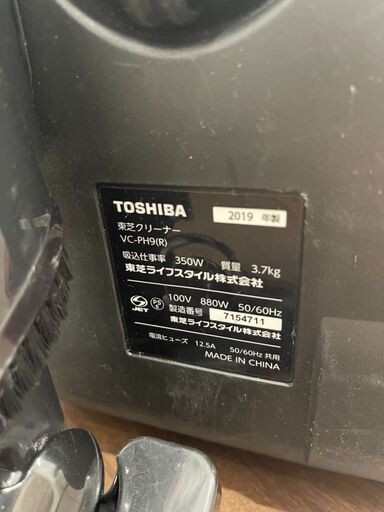 TOSHIBA 2019 年製
東芝クリーナー
VC-PH9(R)
吸込仕事率 350W 質量 3.7kg
東芝ライフスタイル株式会社
JET PS E 100V 880W 50/60Hz
製造番号 7154711
東芝ライフスタイル株式会社
電流ヒューズ 12.5A 50/60Hz 共用
MADE IN CHINA